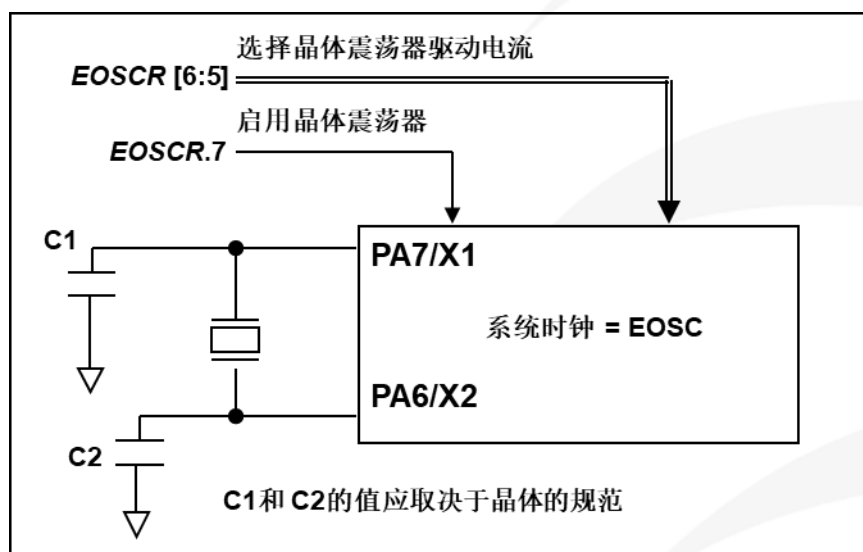 选择晶体震荡器驱动电流
EOSCR [6:5]
启用晶体震荡器
EOSCR.7
C1
PA7/X1
系统时钟 = EOSC
PA6/X2
C2
C1和 C2的值应取决于晶体的规范